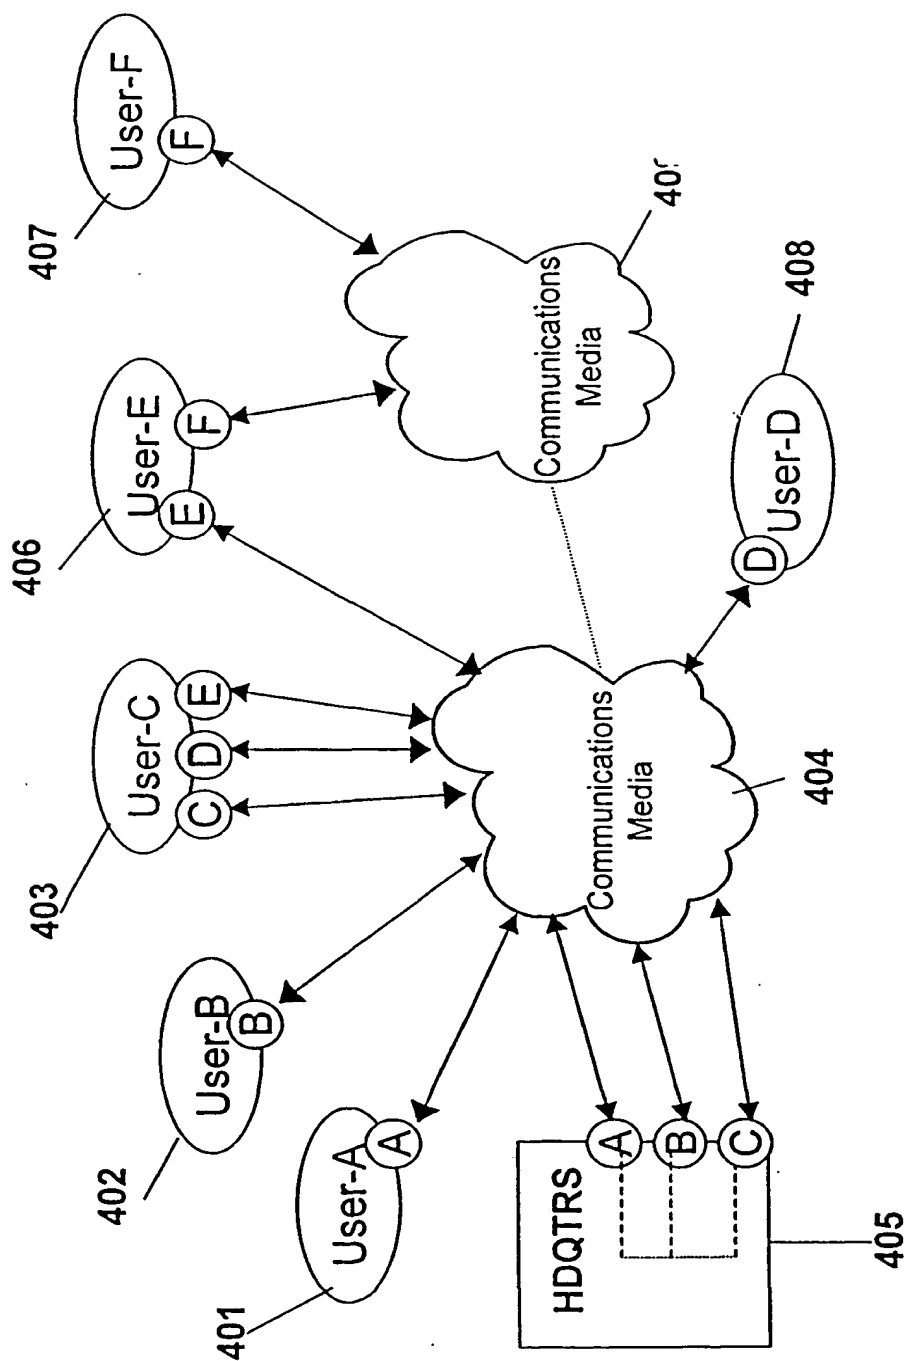 401
User-A
A
402
User-B
B
403
User-C
C D E
406
User-E
E F
407
User-F
F
HDQTRS
A
B
C
405
Communications
Media
404
Communications
Media
D
User-D
408